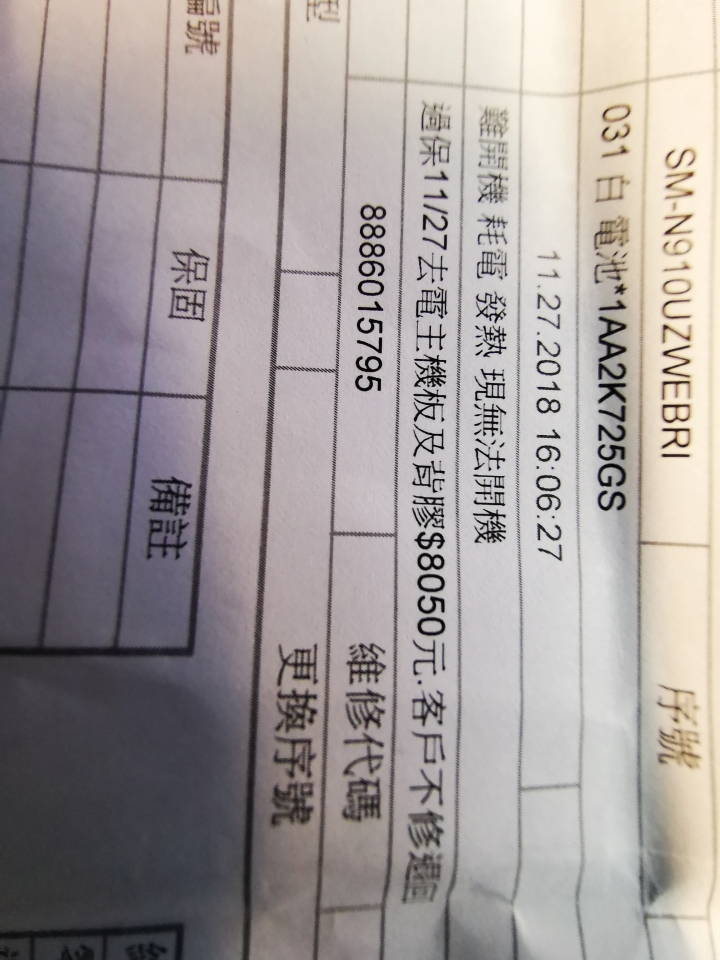 SM-N910UZWEBRI 序號
031 白 電池*1AA2K725GS
11.27.2018 16:06:27
難開機 耗電 發熱 現無法開機
過保11/27去電主機板及背膠$8050元.客戶不修退回
8886015795 維修代碼
型 更換序號
編號 保固 備註